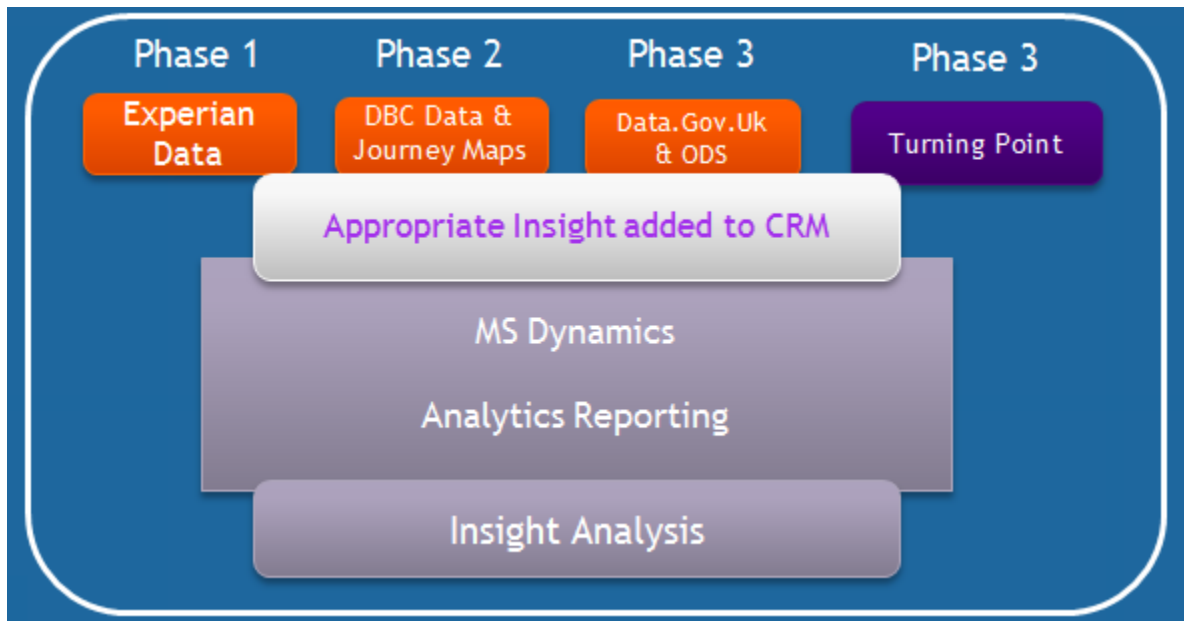 Phase 1
Phase 2
Phase 3
Phase 3
Experian
Data
DBC Data &
Journey Maps
Data.Gov.Uk
& ODS
Turning Point
Appropriate Insight added to CRM
MS Dynamics
Analytics Reporting
Insight Analysis